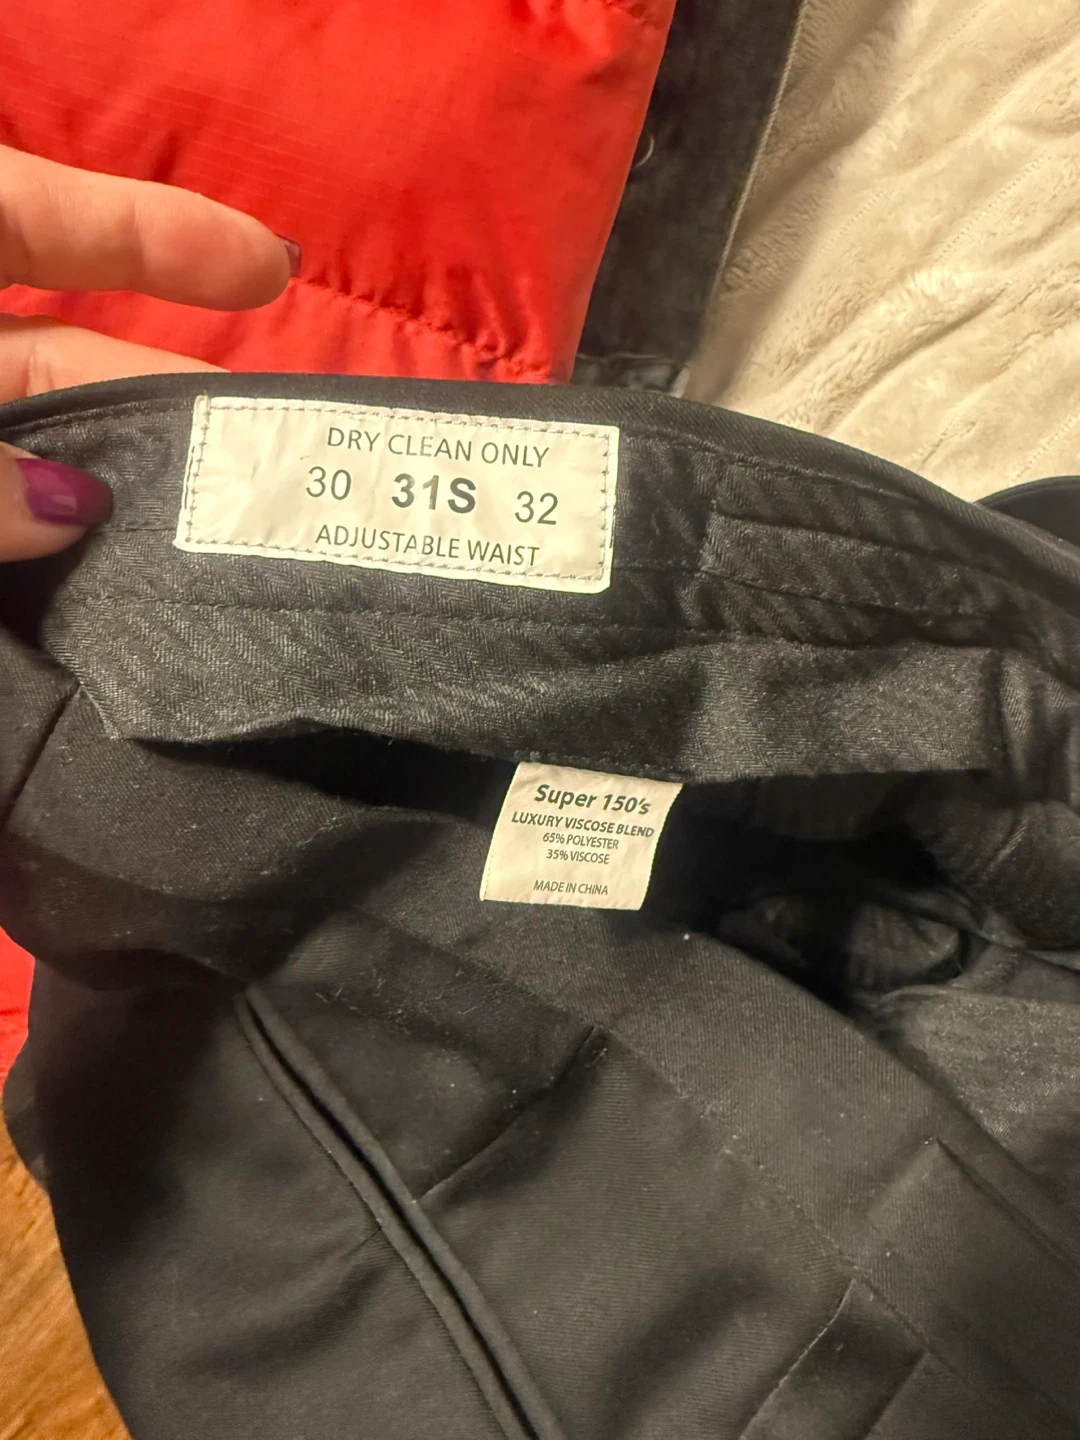 DRY CLEAN ONLY
30 31S 32
ADJUSTABLE WAIST
Super 150's
LUXURY VISCOSE BLEND
65% POLYESTER
35% VISCOSE
MADE IN CHINA